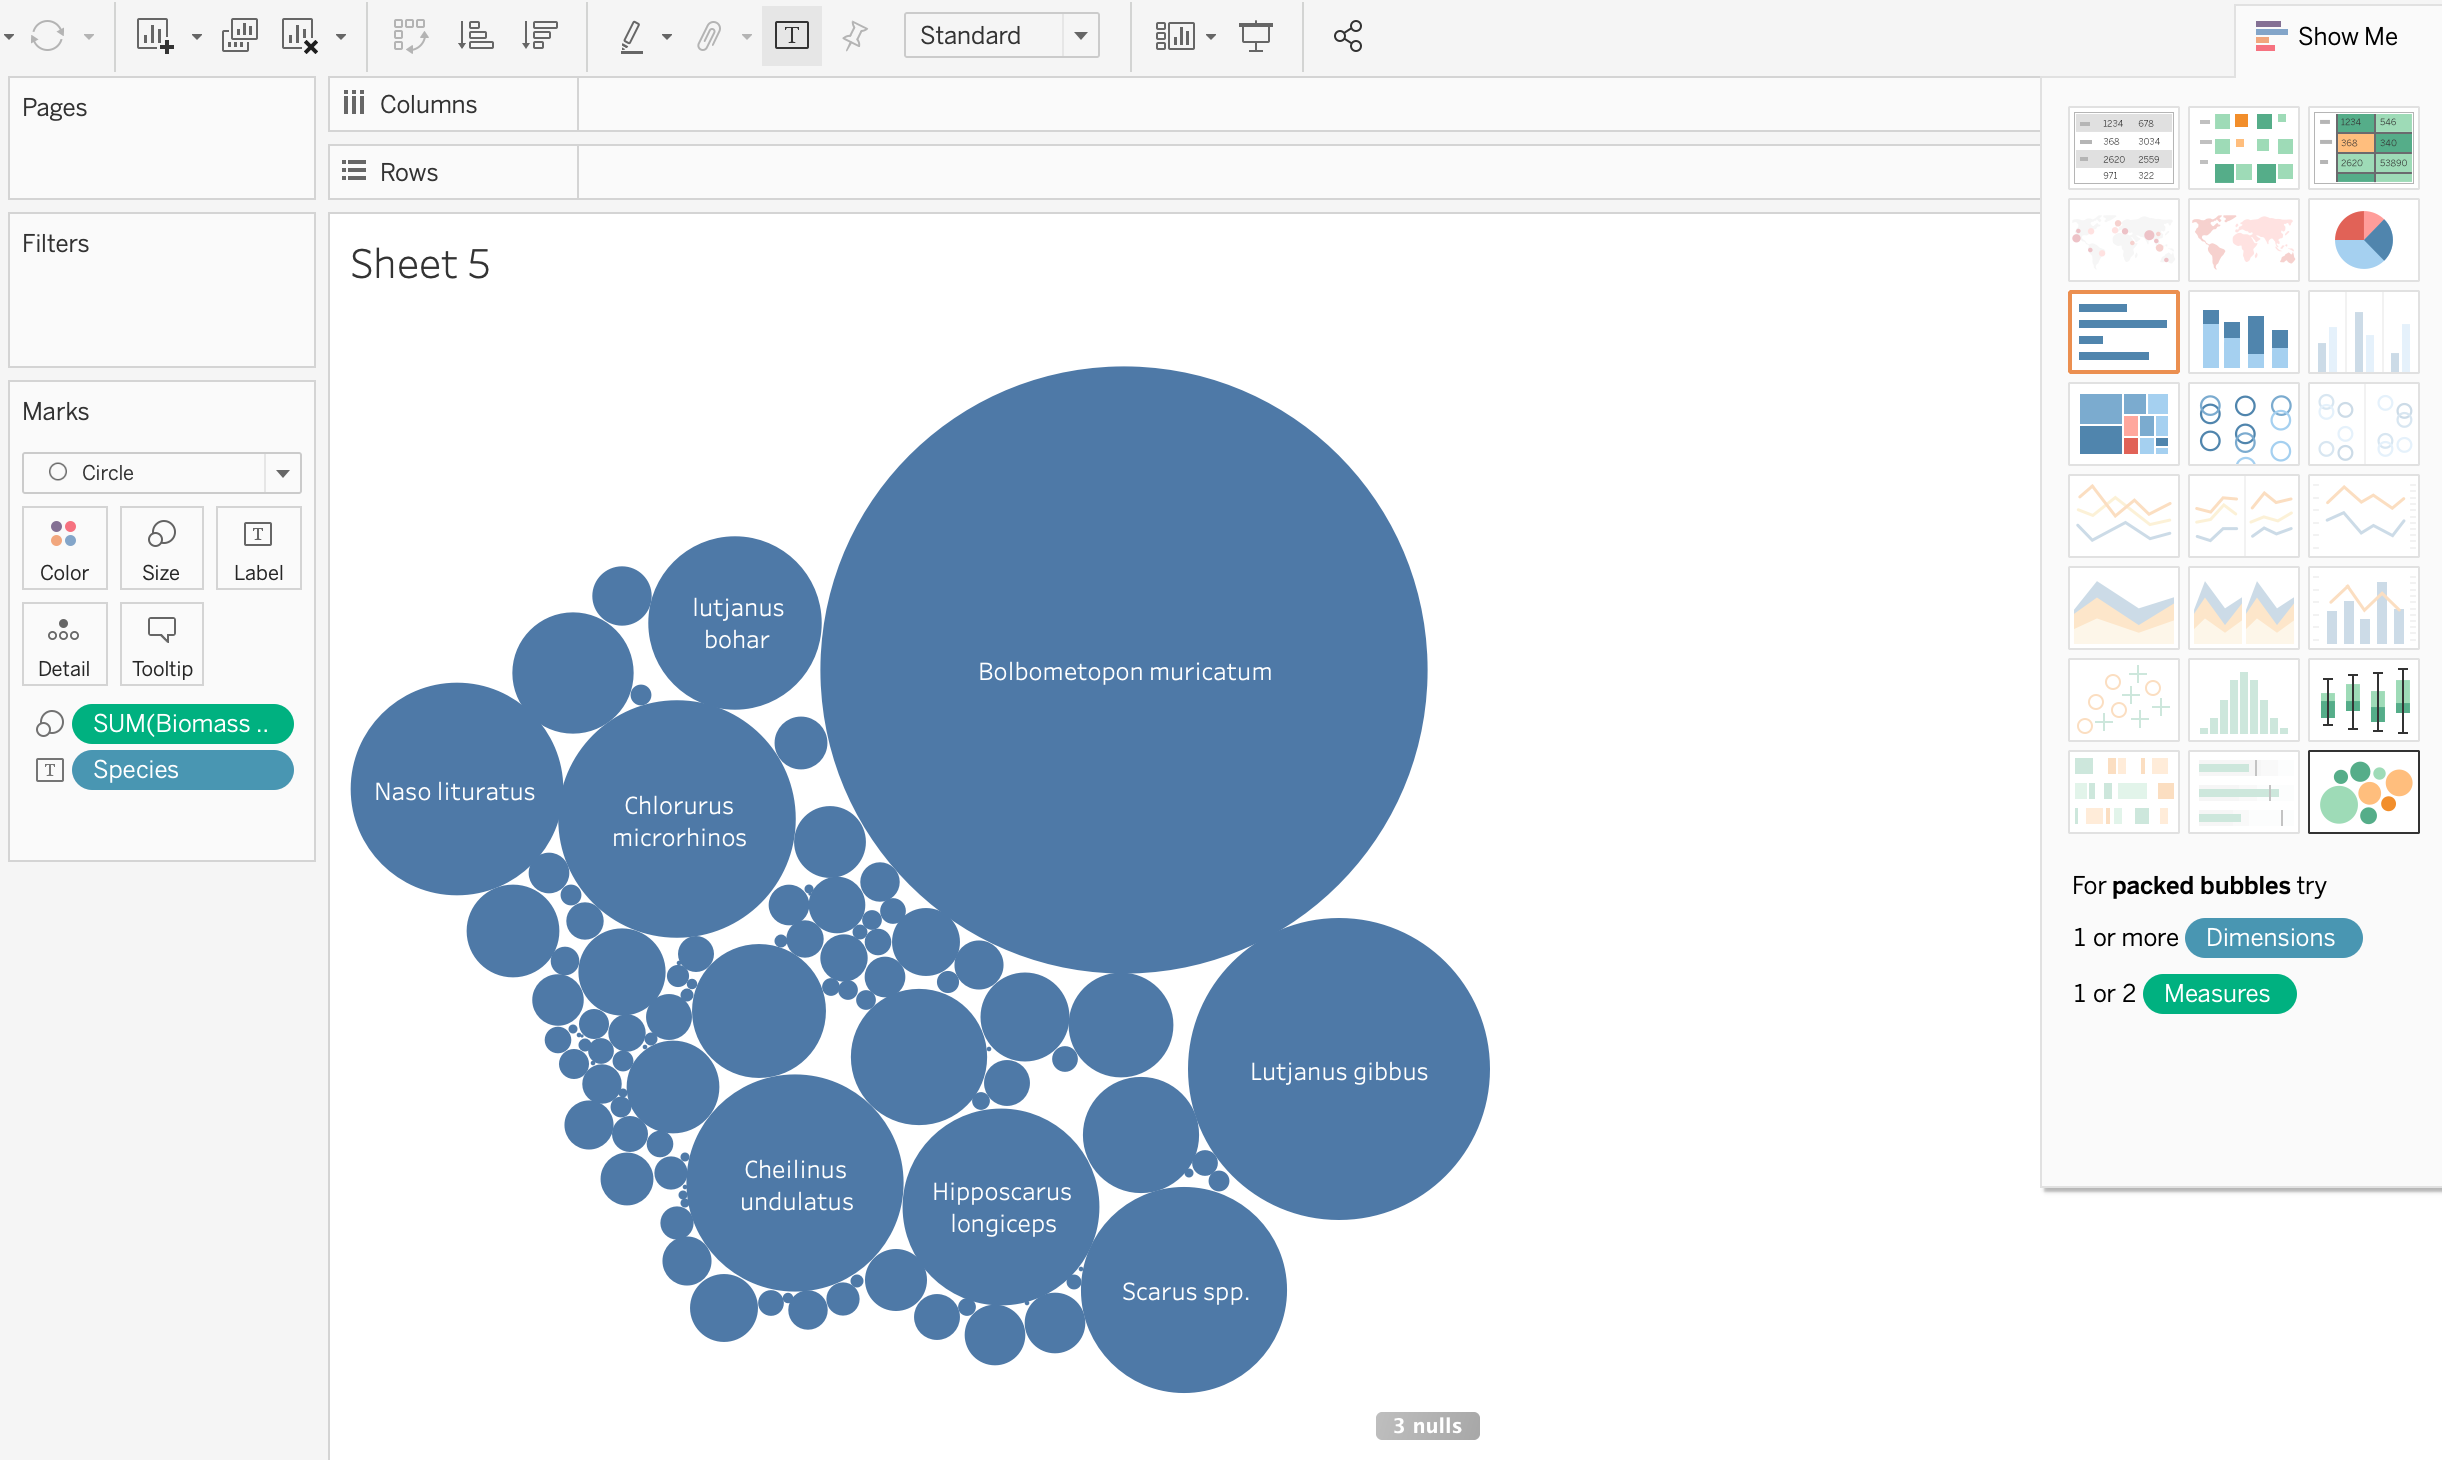 Standard
Show Me
Pages
Columns
Rows
Filters
Sheet 5
Marks
Circle
Color
Size
T
Label
Detail
Tooltip
SUM(Biomass ..
T
Species
lutjanus
bohar
Bolbometopon muricatum
Naso lituratus
Chlorurus
microrhinos
Lutjanus gibbus
Cheilinus
undulatus
Hipposcarus
longiceps
Scarus spp.
3 nulls
T
1234 678
368 3034
2620 2559
971 322
1234 546
368 340
2620 53890
For packed bubbles try
1 or more Dimensions
1 or 2 Measures